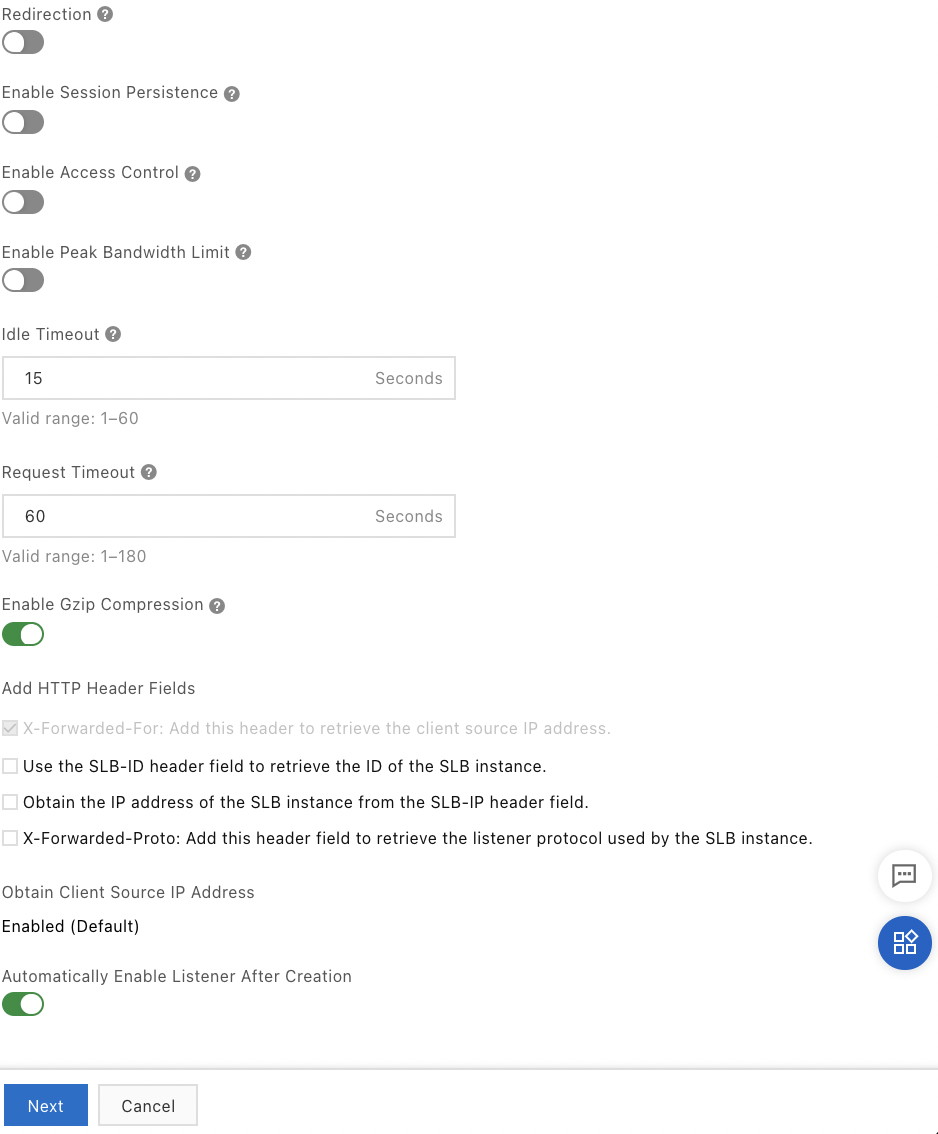 Redirection
Enable Session Persistence
Enable Access Control
Enable Peak Bandwidth Limit
Idle Timeout
15 Seconds
Valid range: 1–60
Request Timeout
60 Seconds
Valid range: 1–180
Enable Gzip Compression
Add HTTP Header Fields
X-Forwarded-For: Add this header to retrieve the client source IP address.
Use the SLB-ID header field to retrieve the ID of the SLB instance.
Obtain the IP address of the SLB instance from the SLB-IP header field.
X-Forwarded-Proto: Add this header field to retrieve the listener protocol used by the SLB instance.
Obtain Client Source IP Address
Enabled (Default)
Automatically Enable Listener After Creation
Next Cancel